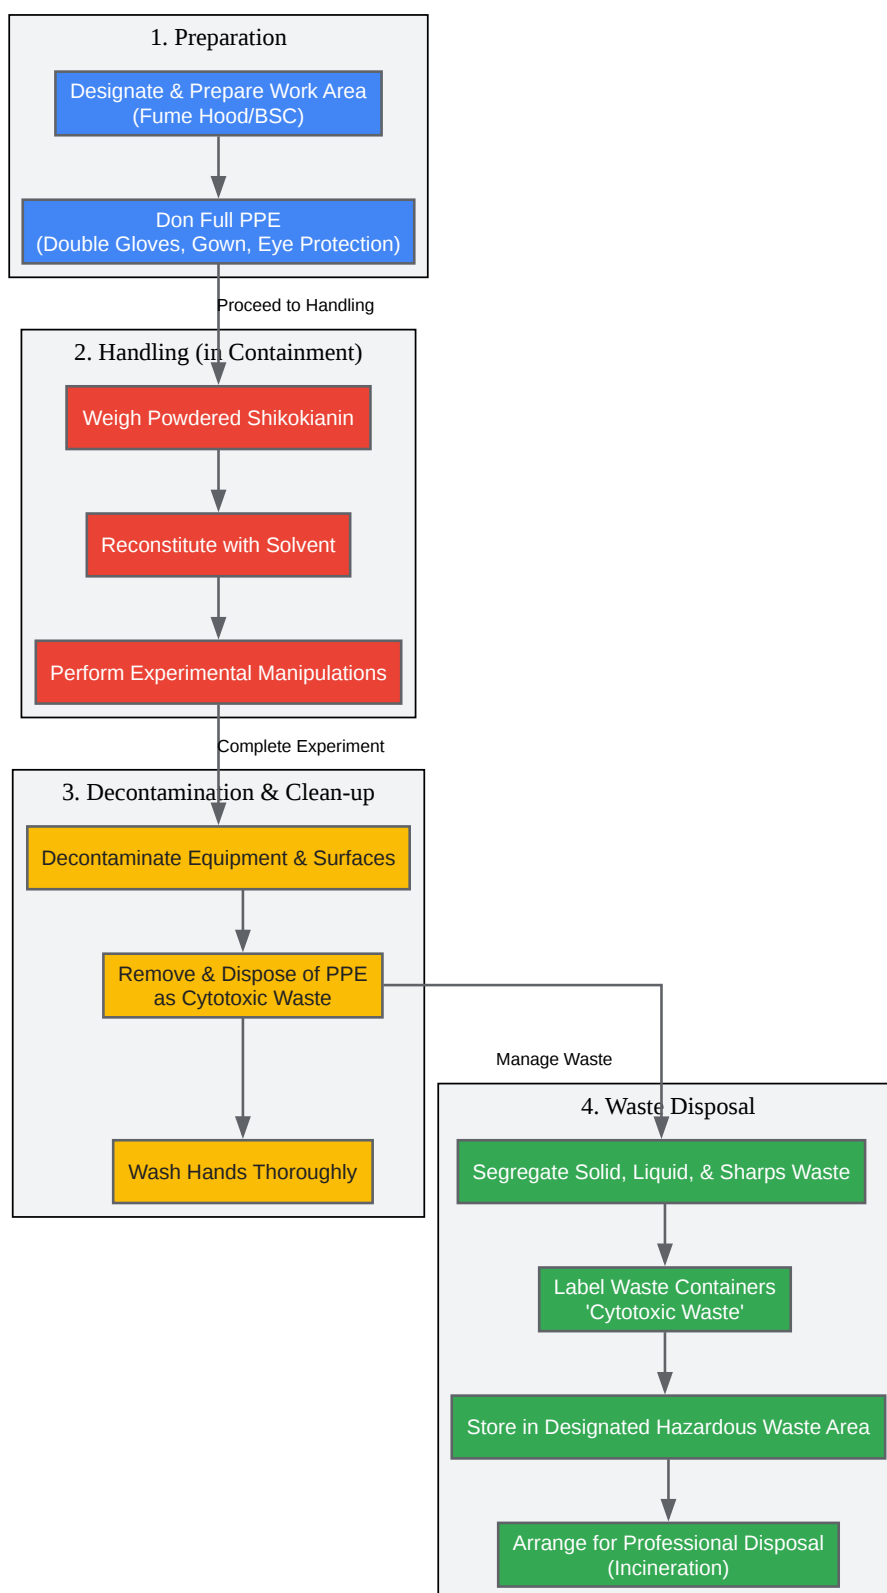 1. Preparation
Designate & Prepare Work Area
(Fume Hood/BSC)
Don Full PPE
(Double Gloves, Gown, Eye Protection)
Proceed to Handling
2. Handling (in Containment)
Weigh Powdered Shikokianin
Reconstitute with Solvent
Perform Experimental Manipulations
Complete Experiment
3. Decontamination & Clean-up
Decontaminate Equipment & Surfaces
Remove & Dispose of PPE
as Cytotoxic Waste
Wash Hands Thoroughly
Manage Waste
4. Waste Disposal
Segregate Solid, Liquid, & Sharps Waste
Label Waste Containers
'Cytotoxic Waste'
Store in Designated Hazardous Waste Area
Arrange for Professional Disposal
(Incineration)